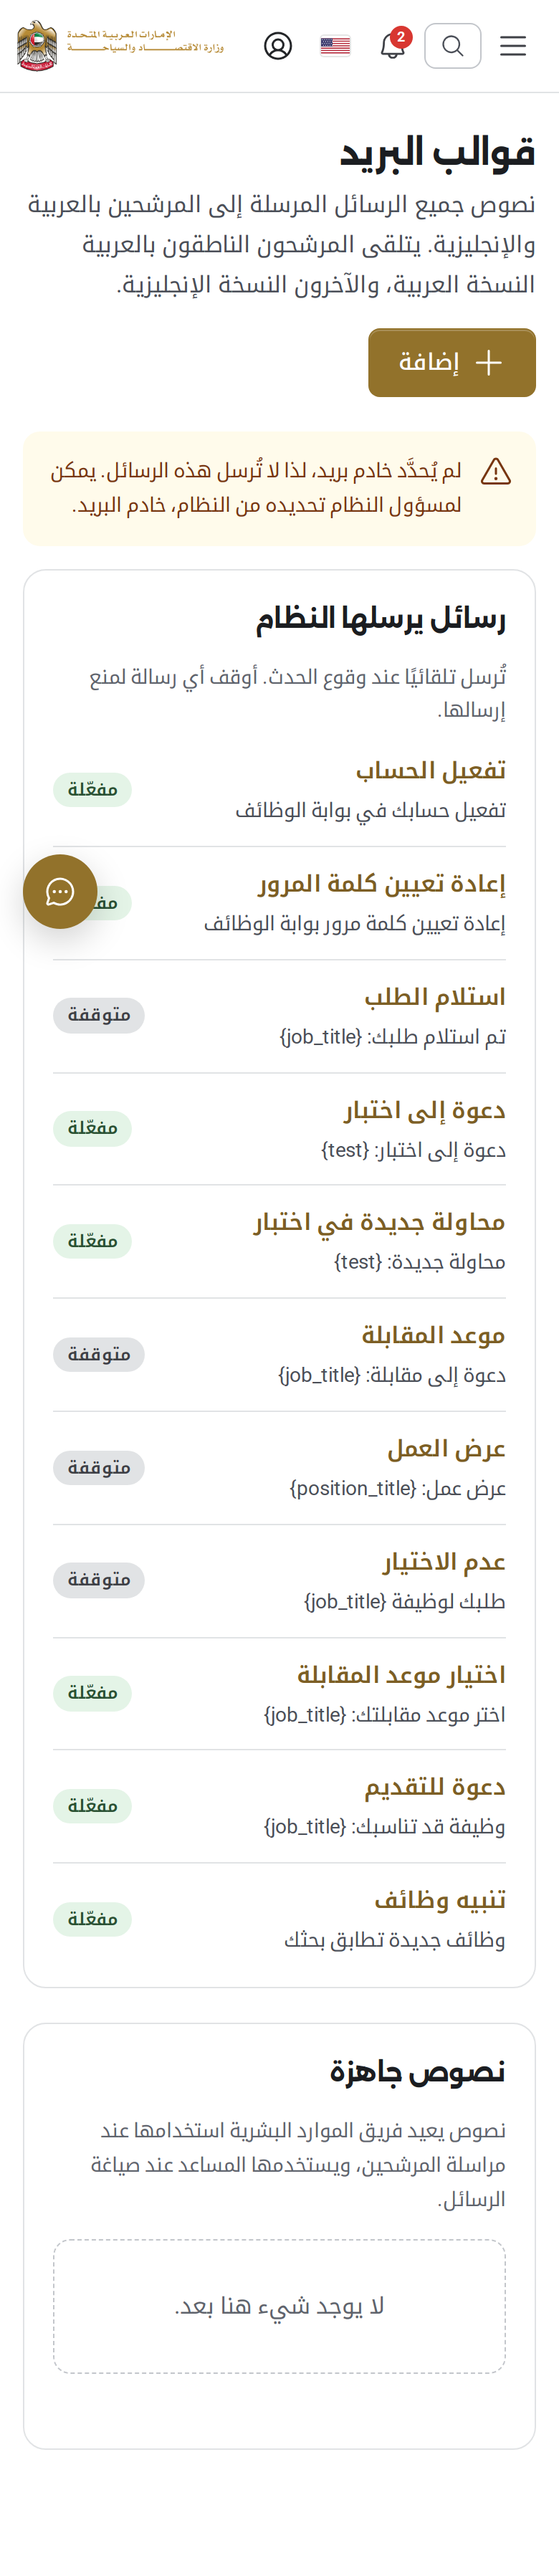 الإمارات العربية المتحدة
وزارة الاقتصاد والسياحة
2
قوالب البريد
نصوص جميع الرسائل المرسلة إلى المرشحين بالعربية
والإنجليزية. يتلقى المرشحون الناطقون بالعربية
النسخة العربية، والآخرون النسخة الإنجليزية.
إضافة
لم يُحدَّد خادم بريد، لذا لا تُرسل هذه الرسائل. يمكن
لمسؤول النظام تحديده من النظام، خادم البريد.
رسائل يرسلها النظام
تُرسل تلقائيًا عند وقوع الحدث. أوقف أي رسالة لمنع
إرسالها.
تفعيل الحساب
مفعّلة
تفعيل حسابك في بوابة الوظائف
إعادة تعيين كلمة المرور
إعادة تعيين كلمة مرور بوابة الوظائف
استلام الطلب
متوقفة
تم استلام طلبك: {job_title}
دعوة إلى اختبار
مفعّلة
دعوة إلى اختبار: {test}
محاولة جديدة في اختبار
مفعّلة
محاولة جديدة: {test}
موعد المقابلة
متوقفة
دعوة إلى مقابلة: {job_title}
عرض العمل
متوقفة
عرض عمل: {position_title}
عدم الاختيار
متوقفة
طلبك لوظيفة {job_title}
اختيار موعد المقابلة
مفعّلة
اختر موعد مقابلتك: {job_title}
دعوة للتقديم
مفعّلة
وظيفة قد تناسبك: {job_title}
تنبيه وظائف
مفعّلة
وظائف جديدة تطابق بحثك
نصوص جاهزة
نصوص يعيد فريق الموارد البشرية استخدامها عند
مراسلة المرشحين، ويستخدمها المساعد عند صياغة
الرسائل.
لا يوجد شيء هنا بعد.